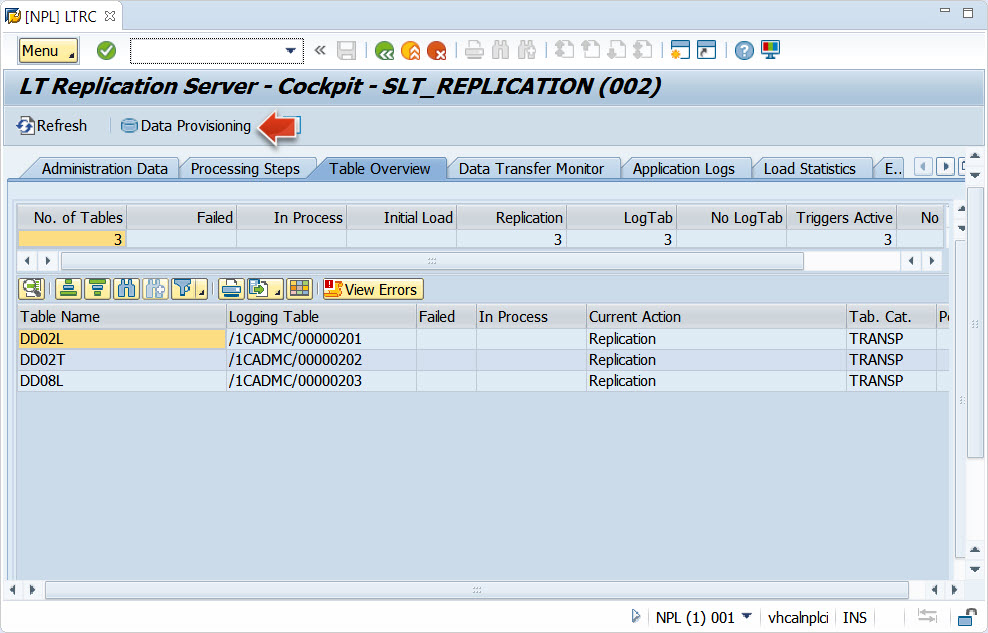 [NPL] LTRC
Menu
LT Replication Server - Cockpit - SLT_REPLICATION (002)
Refresh Data Provisioning
Administration Data Processing Steps Table Overview Data Transfer Monitor Application Logs Load Statistics E..
No. of Tables Failed In Process Initial Load Replication LogTab No LogTab Triggers Active No
3 3 3 3
View Errors
Table Name Logging Table Failed In Process Current Action Tab. Cat.
DD02L /1CADMC/00000201 Replication TRANSP
DD02T /1CADMC/00000202 Replication TRANSP
DD08L /1CADMC/00000203 Replication TRANSP
NPL (1) 001 vhcalnplci INS